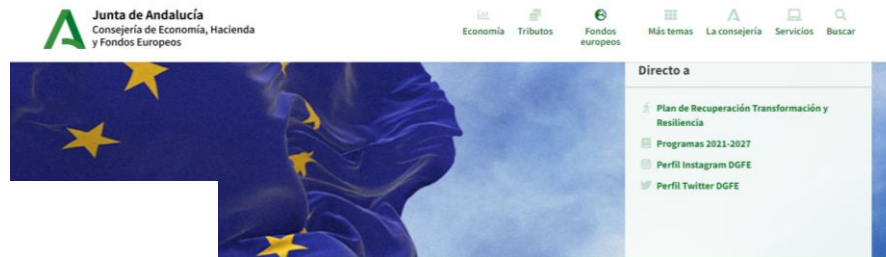 Junta de Andalucía
Consejería de Economía, Hacienda
y Fondos Europeos
Economía
Tributos
Fondos
europeos
Más temas
La consejería
Servicios
Buscar
Directo a
Plan de Recuperación Transformación y
Resiliencia
Programas 2021-2027
Perfil Instagram DGFE
Perfil Twitter DGFE